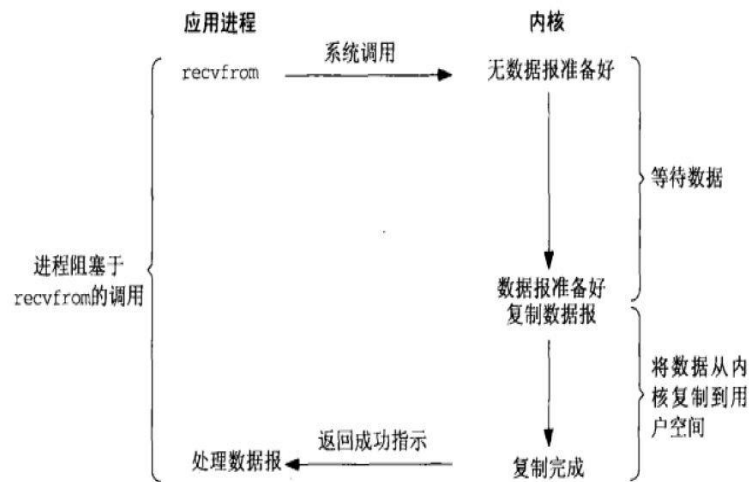 应用进程
内核
recvfrom
系统调用
无数据报准备好
等待数据
进程阻塞于
recvfrom的调用
数据报准备好
复制数据报
将数据从内
核复制到用
户空间
处理数据报
返回成功指示
复制完成